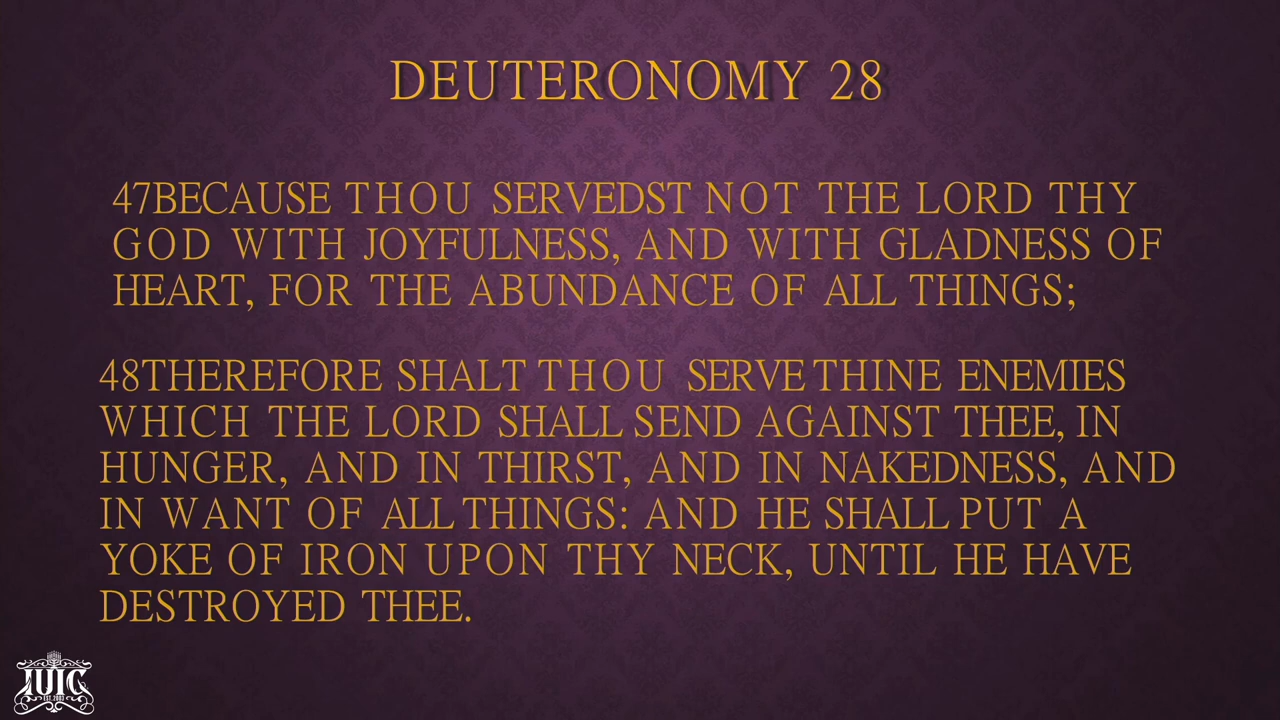 DEUTERONOMY 28
47BECAUSE THOU SERVEDST NOT THE LORD THY
GOD WITH JOYFULNESS, AND WITH GLADNESS OF
HEART, FOR THE ABUNDANCE OF ALL THINGS;
48THEREFORE SHALT THOU SERVE THINE ENEMIES
WHICH THE LORD SHALL SEND AGAINST THEE, IN
HUNGER, AND IN THIRST, AND IN NAKEDNESS, AND
IN WANT OF ALL THINGS: AND HE SHALL PUT A
YOKE OF IRON UPON THY NECK, UNTIL HE HAVE
DESTROYED THEE.
IUIC
EST. 2003